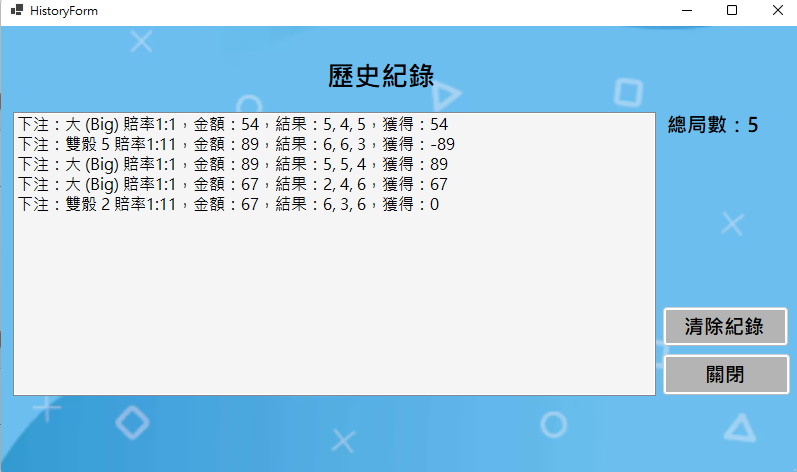 HistoryForm
歷史紀錄
下注：大 (Big) 賠率1:1，金額：54，結果：5, 4, 5，獲得：54
下注：雙骰 5 賠率1:11，金額：89，結果：6, 6, 3，獲得：-89
下注：大 (Big) 賠率1:1，金額：89，結果：5, 5, 4，獲得：89
下注：大 (Big) 賠率1:1，金額：67，結果：2, 4, 6，獲得：67
下注：雙骰 2 賠率1:11，金額：67，結果：6, 3, 6，獲得：0
總局數：5
清除紀錄
關閉